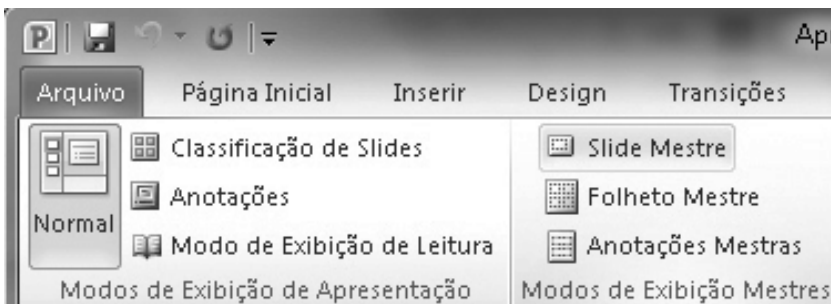 Ap
Arquivo Página Inicial Inserir Design Transições
Normal
Classificação de Slides
Anotações
Modo de Exibição de Leitura
Modos de Exibição de Apresentação
Slide Mestre
Folheto Mestre
Anotações Mestras
Modos de Exibição Mestres